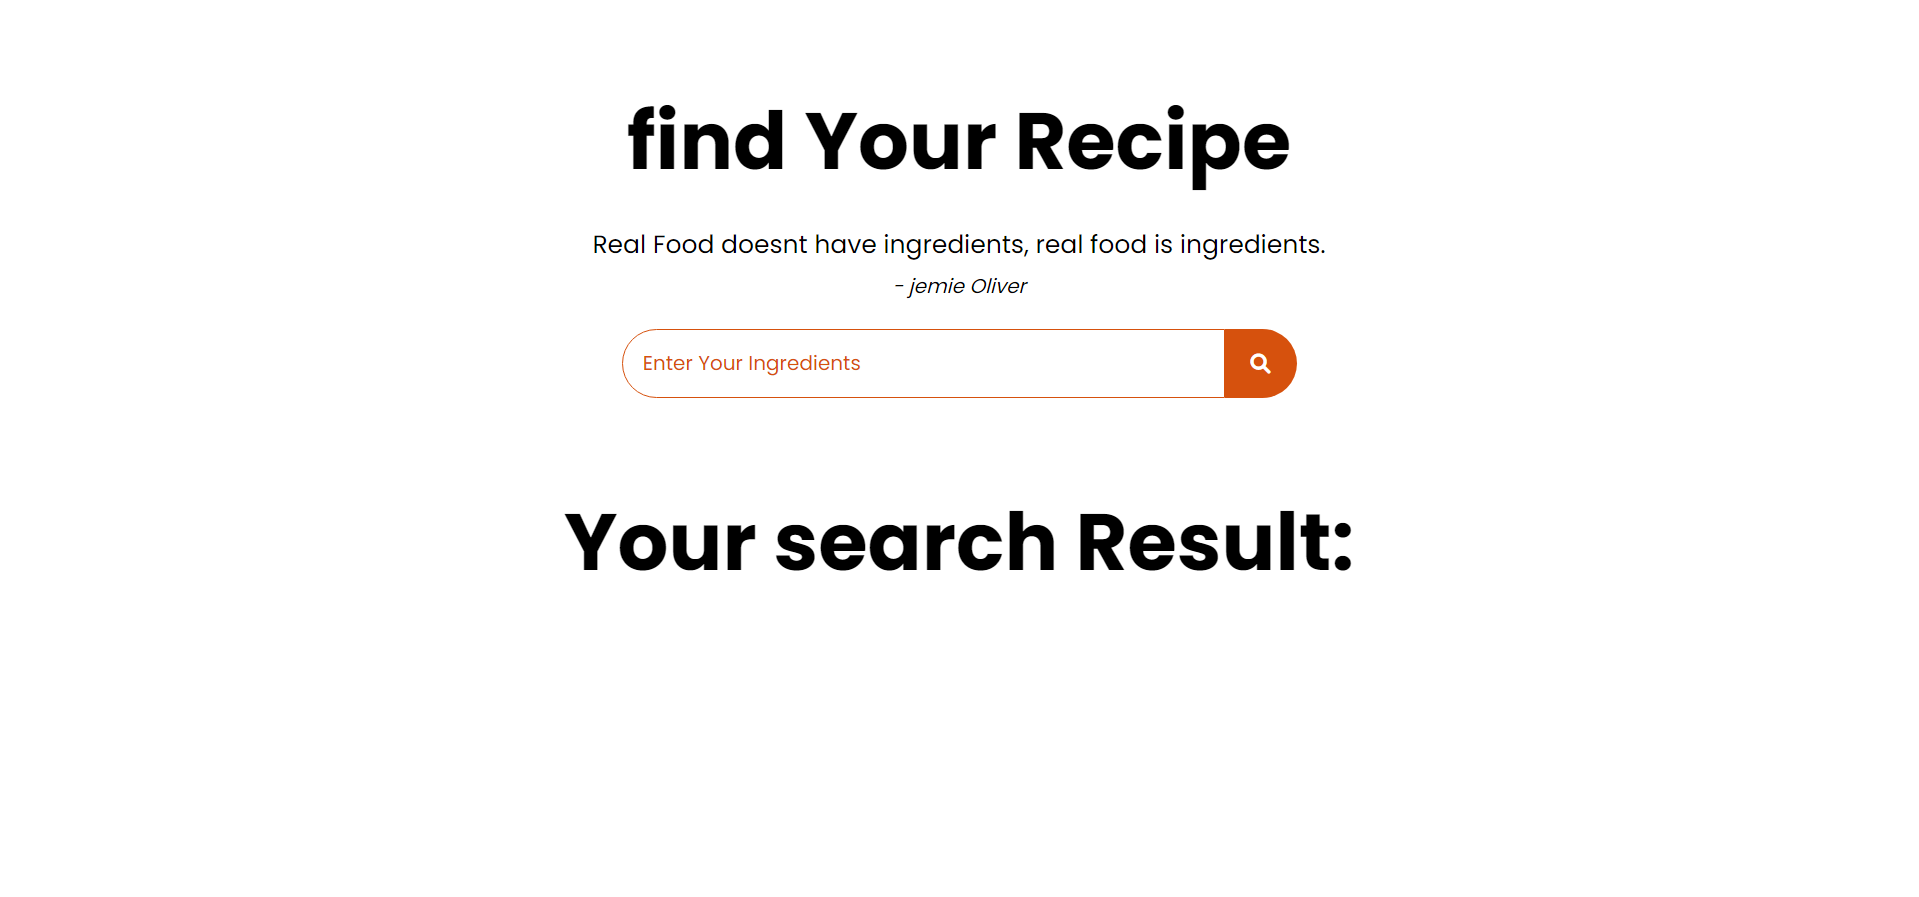 find Your Recipe
Real Food doesnt have ingredients, real food is ingredients.
- jemie Oliver
Enter Your Ingredients
Your search Result: